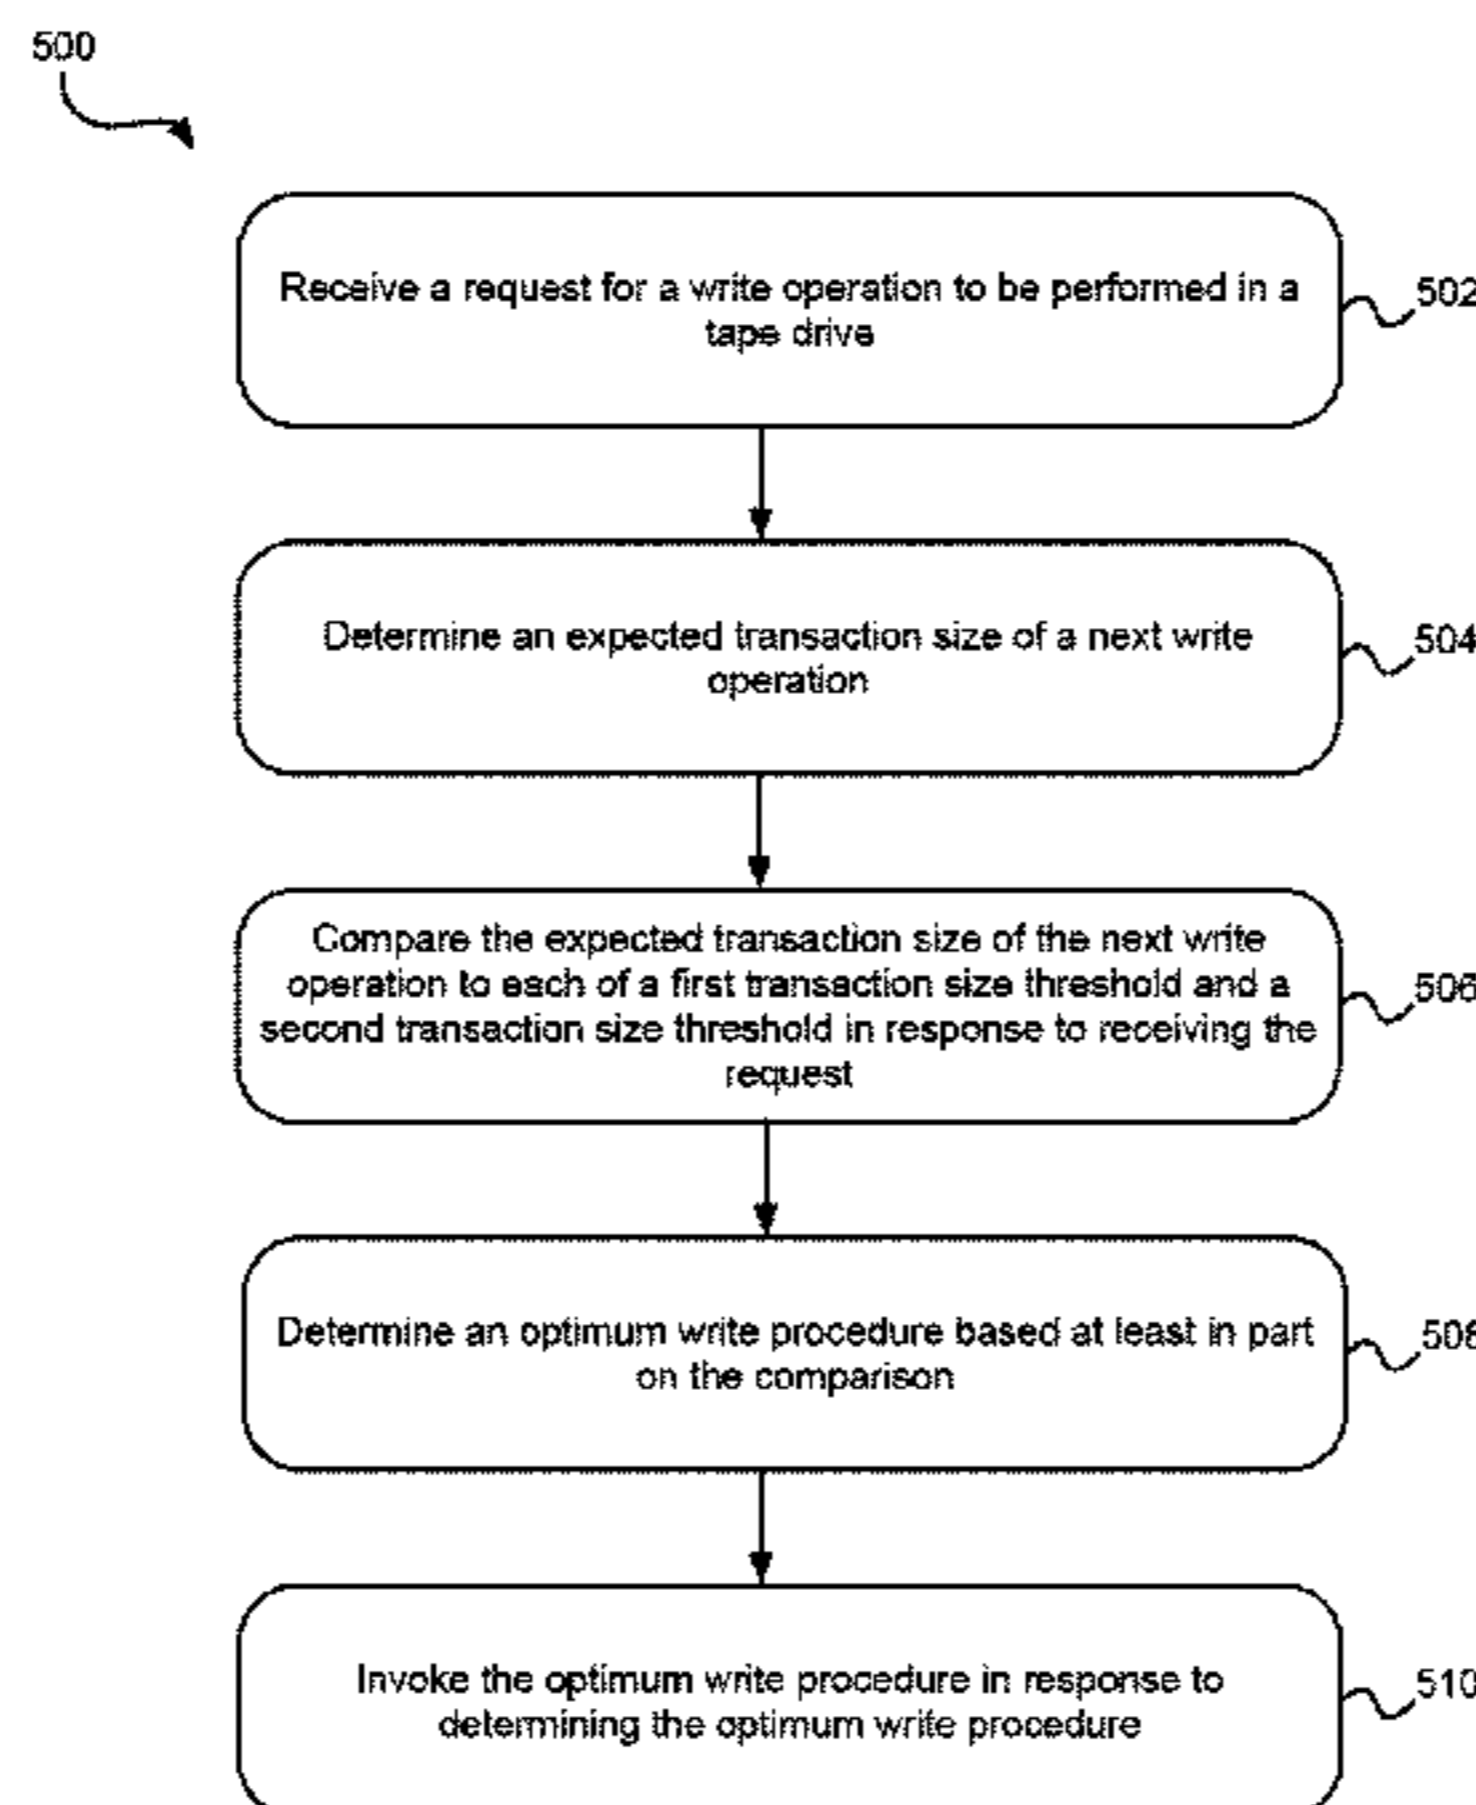 500
Receive a request for a write operation to be performed in a
tape drive
502
Determine an expected transaction size of a next write
operation
504
Compare the expected transaction size of the next write
operation to each of a first transaction size threshold and a
second transaction size threshold in response to receiving the
request
506
Determine an optimum write procedure based at least in part
on the comparison
508
Invoke the optimum write procedure in response to
determining the optimum write procedure
510